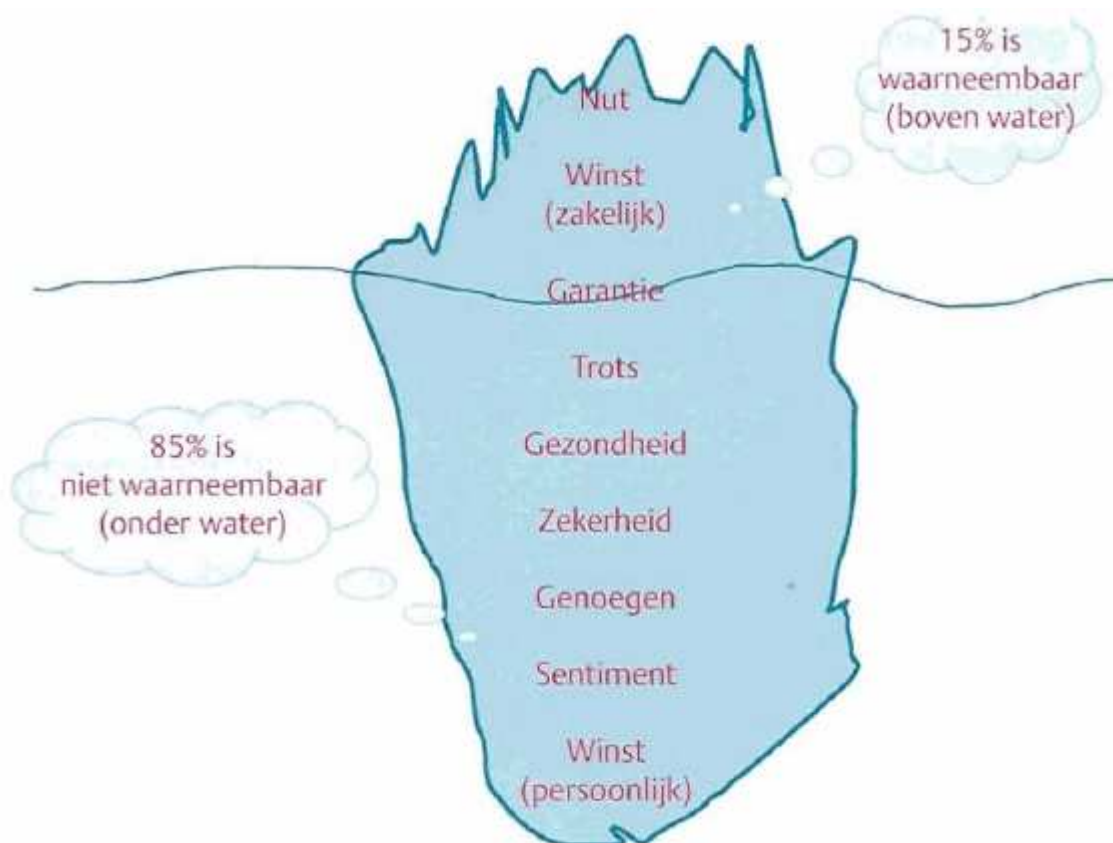 15% is
waarneembaar
(boven water)
Nut
Winst
(zakelijk)
Garantie
Trots
Gezondheid
85% is
niet waarneembaar
(onder water)
Zekerheid
Genoegen
Sentiment
Winst
(persoonlijk)